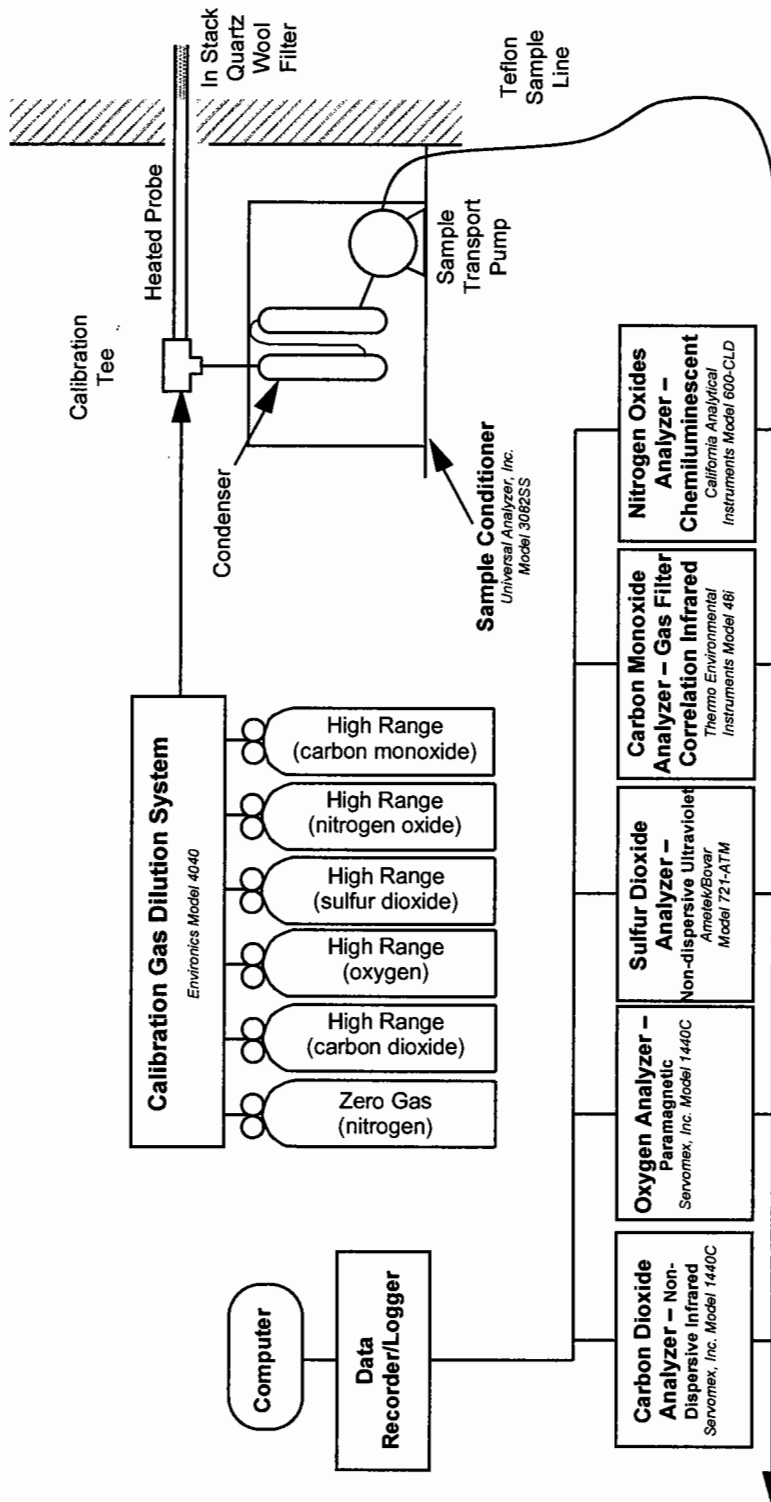 In Stack
Quartz
Wool
Filter
Heated Probe
Calibration
Tee
Teflon
Sample
Line
Sample
Transport
Pump
Condenser
Sample Conditioner
Universal Analyzer, Inc.
Model 3082SS
Calibration Gas Dilution System
Environics Model 4040
High Range
(carbon monoxide)
High Range
(nitrogen oxide)
High Range
(sulfur dioxide)
High Range
(oxygen)
High Range
(carbon dioxide)
Zero Gas
(nitrogen)
Computer
Data
Recorder/Logger
Carbon Dioxide
Analyzer – Non-
Dispersive Infrared
Servomex, Inc. Model 1440C
Oxygen Analyzer –
Paramagnetic
Servomex, Inc. Model 1440C
Sulfur Dioxide
Analyzer –
Non-dispersive Ultraviolet
Ametek/Bovar
Model 721-ATM
Carbon Monoxide
Analyzer – Gas Filter
Correlation Infrared
Thermo Environmental
Instruments Model 48i
Nitrogen Oxides
Analyzer –
Chemiluminescent
California Analytical
Instruments Model 600-CLD